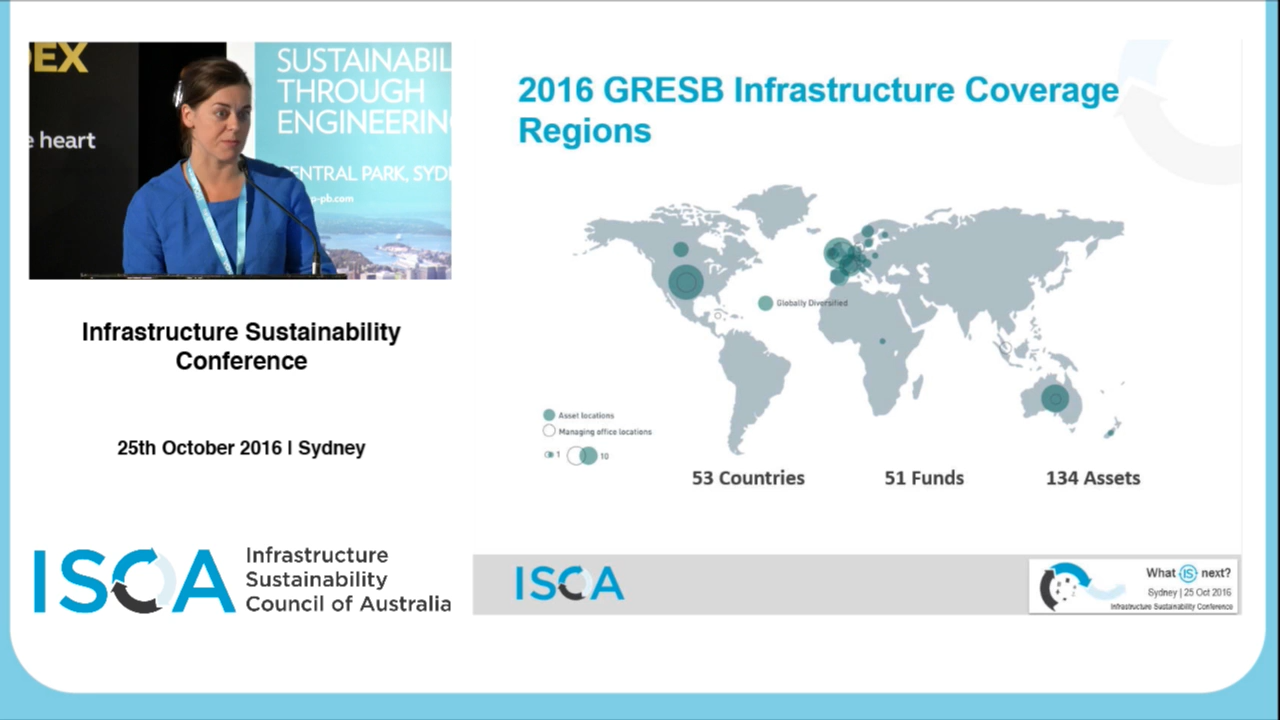 EX
e heart
SUSTAINABIL
THROUGH
ENGINEERIN
ENTRAL PARK, SYD
p-pb.com
Infrastructure Sustainability
Conference
25th October 2016 | Sydney
ISCA
Infrastructure
Sustainability
Council of Australia
2016 GRESB Infrastructure Coverage
Regions
Globally Diversified
Asset locations
Managing office locations
1
10
53 Countries
51 Funds
134 Assets
ISCA
What IS next?
Sydney | 25 Oct 2016
Infrastructure Sustainability Conference